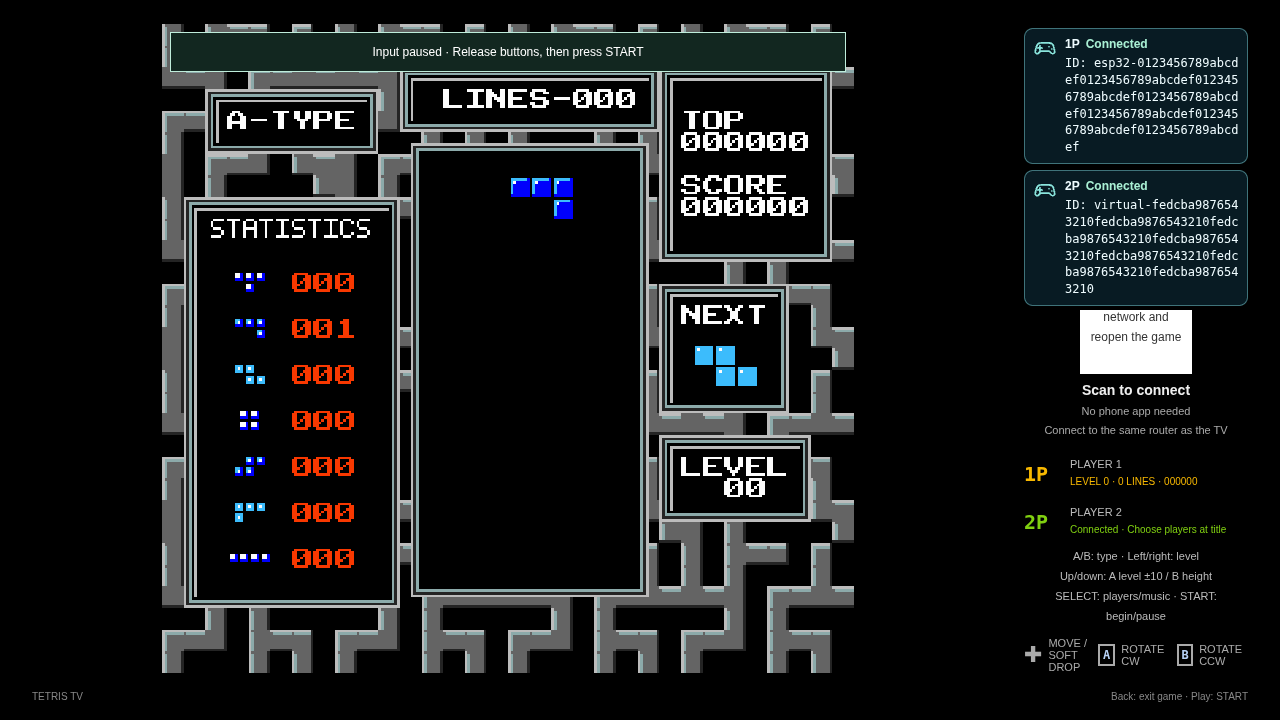 Input paused · Release buttons, then press START
A-TYPE
LINES-000
TOP
000000
SCORE
000000
STATISTICS
000
001
000
000
000
000
000
NEXT
LEVEL
00
1P Connected
ID: esp32-0123456789abcd
ef0123456789abcdef012345
6789abcdef0123456789abcd
ef0123456789abcdef012345
6789abcdef0123456789abcd
ef
2P Connected
ID: virtual-fedcba987654
3210fedcba9876543210fedc
ba9876543210fedcba987654
3210fedcba9876543210fedc
ba9876543210fedcba987654
3210
network and
reopen the game
Scan to connect
No phone app needed
Connect to the same router as the TV
1P PLAYER 1
LEVEL 0 · 0 LINES · 000000
2P PLAYER 2
Connected · Choose players at title
A/B: type · Left/right: level
Up/down: A level ±10 / B height
SELECT: players/music · START:
begin/pause
MOVE /
SOFT
DROP
A ROTATE
CW
B ROTATE
CCW
TETRIS TV
Back: exit game · Play: START